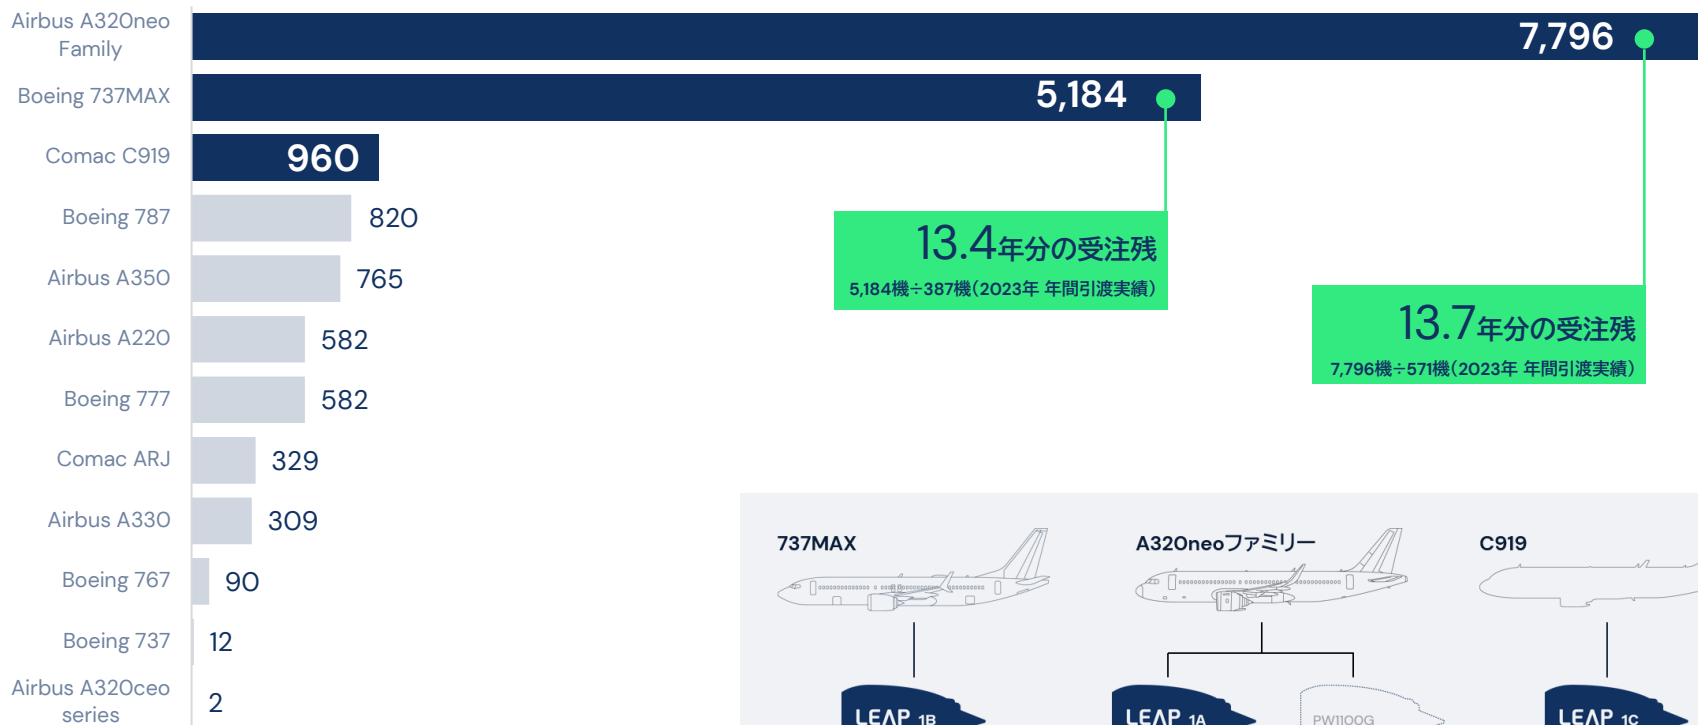 Airbus A320neo
Family
7,796
Boeing 737MAX
5,184
Comac C919
960
Boeing 787
820
13.4年分の受注残
5,184機÷387機(2023年 年間引渡実績)
Airbus A350
765
13.7年分の受注残
7,796機÷571機(2023年 年間引渡実績)
Airbus A220
582
Boeing 777
582
Comac ARJ
329
Airbus A330
309
Boeing 767
90
Boeing 737
12
Airbus A320ceo
series
2
737MAX
A320neoファミリー
C919
LEAP 1B
LEAP 1A
PW1100G
LEAP 1C